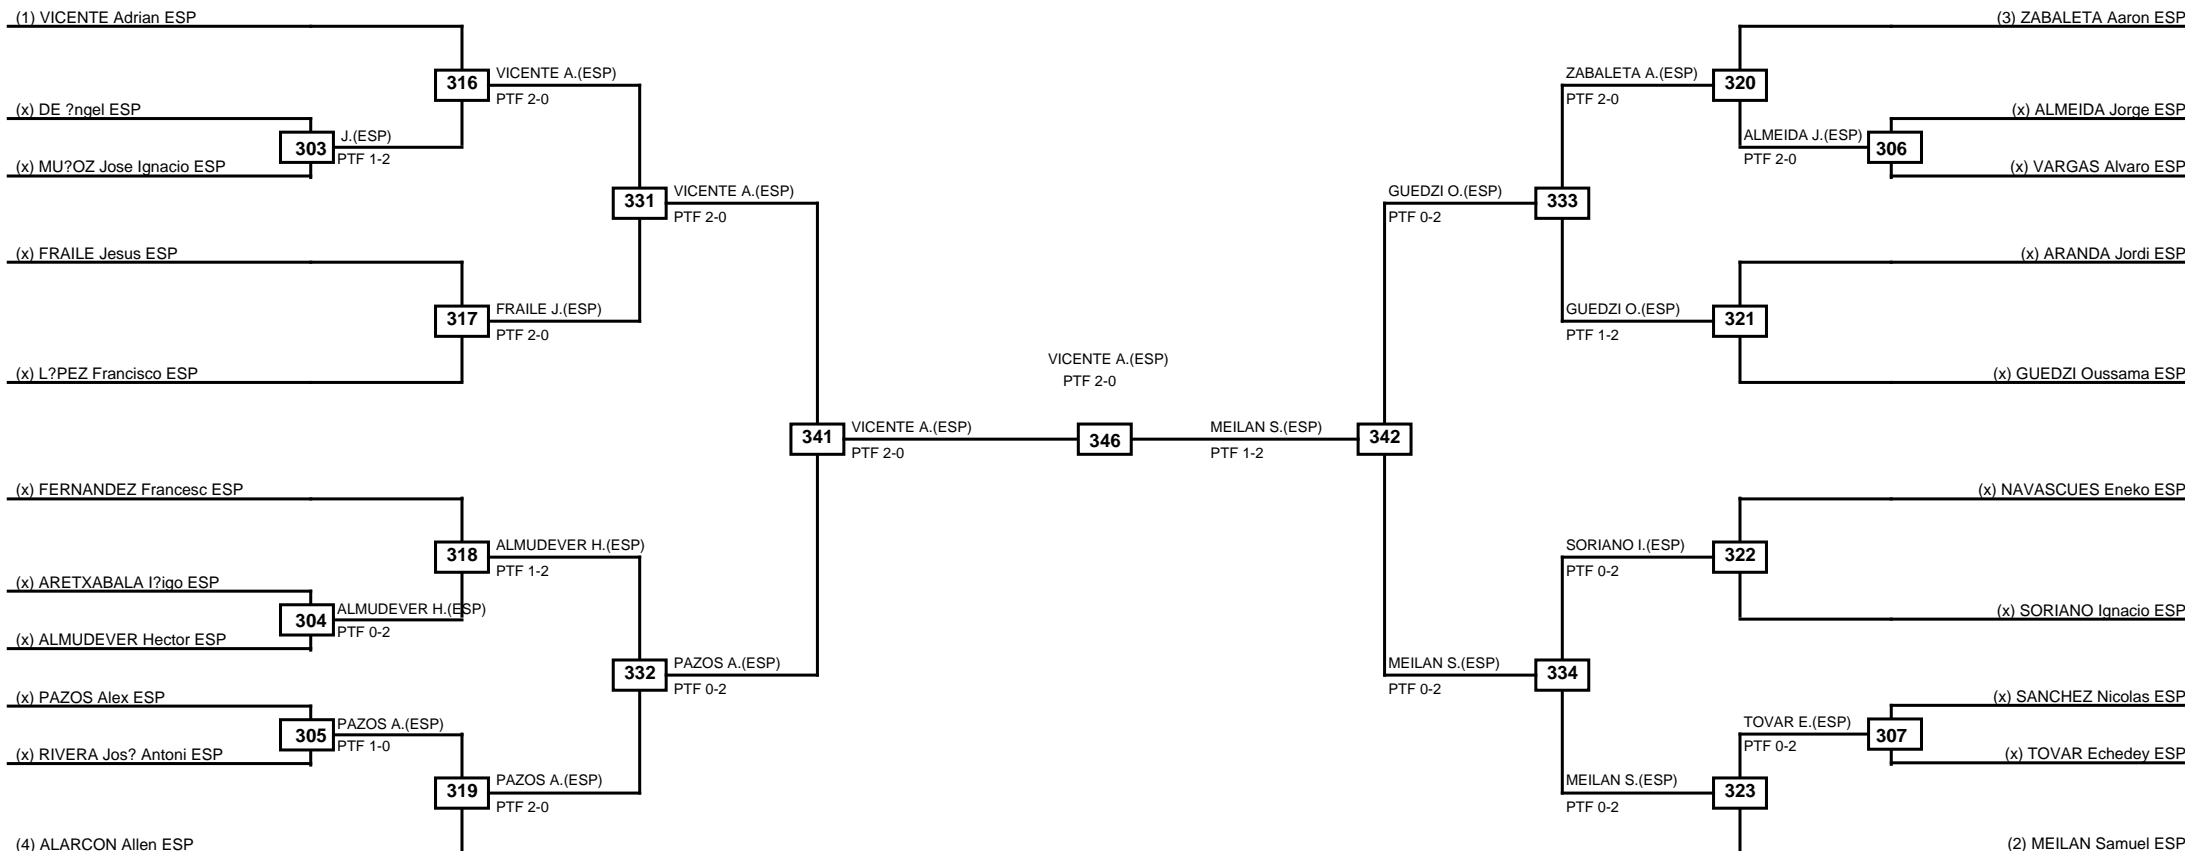 (1) VICENTE Adrian ESP
(3) ZABALETA Aaron ESP
316
VICENTE A.(ESP)
PTF 2-0
ZABALETA A.(ESP)
PTF 2-0
320
(x) DE ?ngel ESP
(x) ALMEIDA Jorge ESP
303
J.(ESP)
PTF 1-2
ALMEIDA J.(ESP)
PTF 2-0
306
(x) MU?OZ Jose Ignacio ESP
(x) VARGAS Alvaro ESP
331
VICENTE A.(ESP)
PTF 2-0
GUEDZI O.(ESP)
PTF 0-2
333
(x) FRAILE Jesus ESP
(x) ARANDA Jordi ESP
317
FRAILE J.(ESP)
PTF 2-0
GUEDZI O.(ESP)
PTF 1-2
321
(x) L?PEZ Francisco ESP
(x) GUEDZI Oussama ESP
VICENTE A.(ESP)
PTF 2-0
341
VICENTE A.(ESP)
PTF 2-0
346
MEILAN S.(ESP)
PTF 1-2
342
(x) FERNANDEZ Francesc ESP
(x) NAVASCUES Eneko ESP
318
ALMUDEVER H.(ESP)
PTF 1-2
SORIANO I.(ESP)
PTF 0-2
322
(x) ARETXABALA I?igo ESP
304
ALMUDEVER H.(ESP)
PTF 0-2
(x) SORIANO Ignacio ESP
(x) ALMUDEVER Hector ESP
332
PAZOS A.(ESP)
PTF 0-2
MEILAN S.(ESP)
PTF 0-2
334
(x) PAZOS Alex ESP
(x) SANCHEZ Nicolas ESP
305
PAZOS A.(ESP)
PTF 1-0
TOVAR E.(ESP)
PTF 0-2
307
(x) RIVERA Jos? Antoni ESP
(x) TOVAR Echedey ESP
319
PAZOS A.(ESP)
PTF 2-0
MEILAN S.(ESP)
PTF 0-2
323
(4) ALARCON Allen ESP
(2) MEILAN Samuel ESP